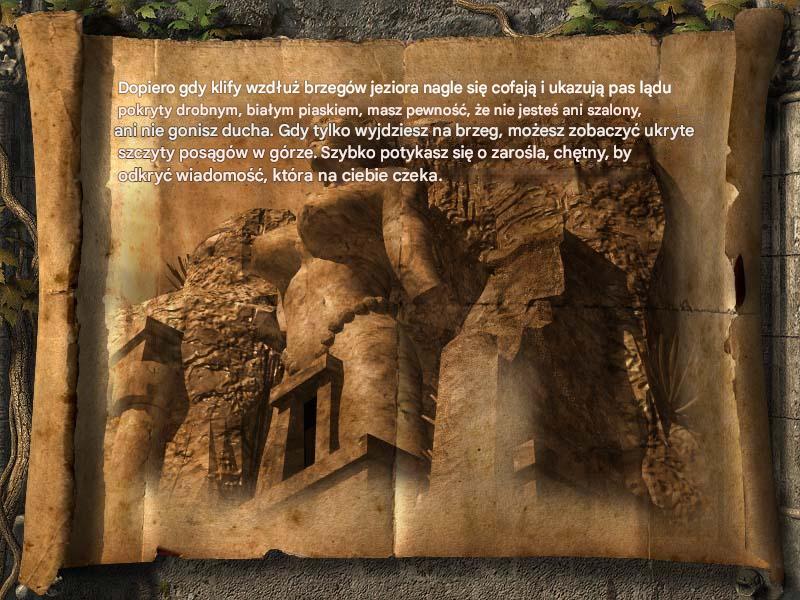 Dopiero gdy klify wzdłuż brzegów jeziora nagle się cofają i ukazują pas lądu
pokryty drobnym, białym piaskiem, masz pewność, że nie jesteś ani szalony,
ani nie gonisz ducha. Gdy tylko wyjdziesz na brzeg, możesz zobaczyć ukryte
szczyty posągów w górze. Szybko potykasz się o zarośla, chętny, by
odkryć wiadomość, która na ciebie czeka.